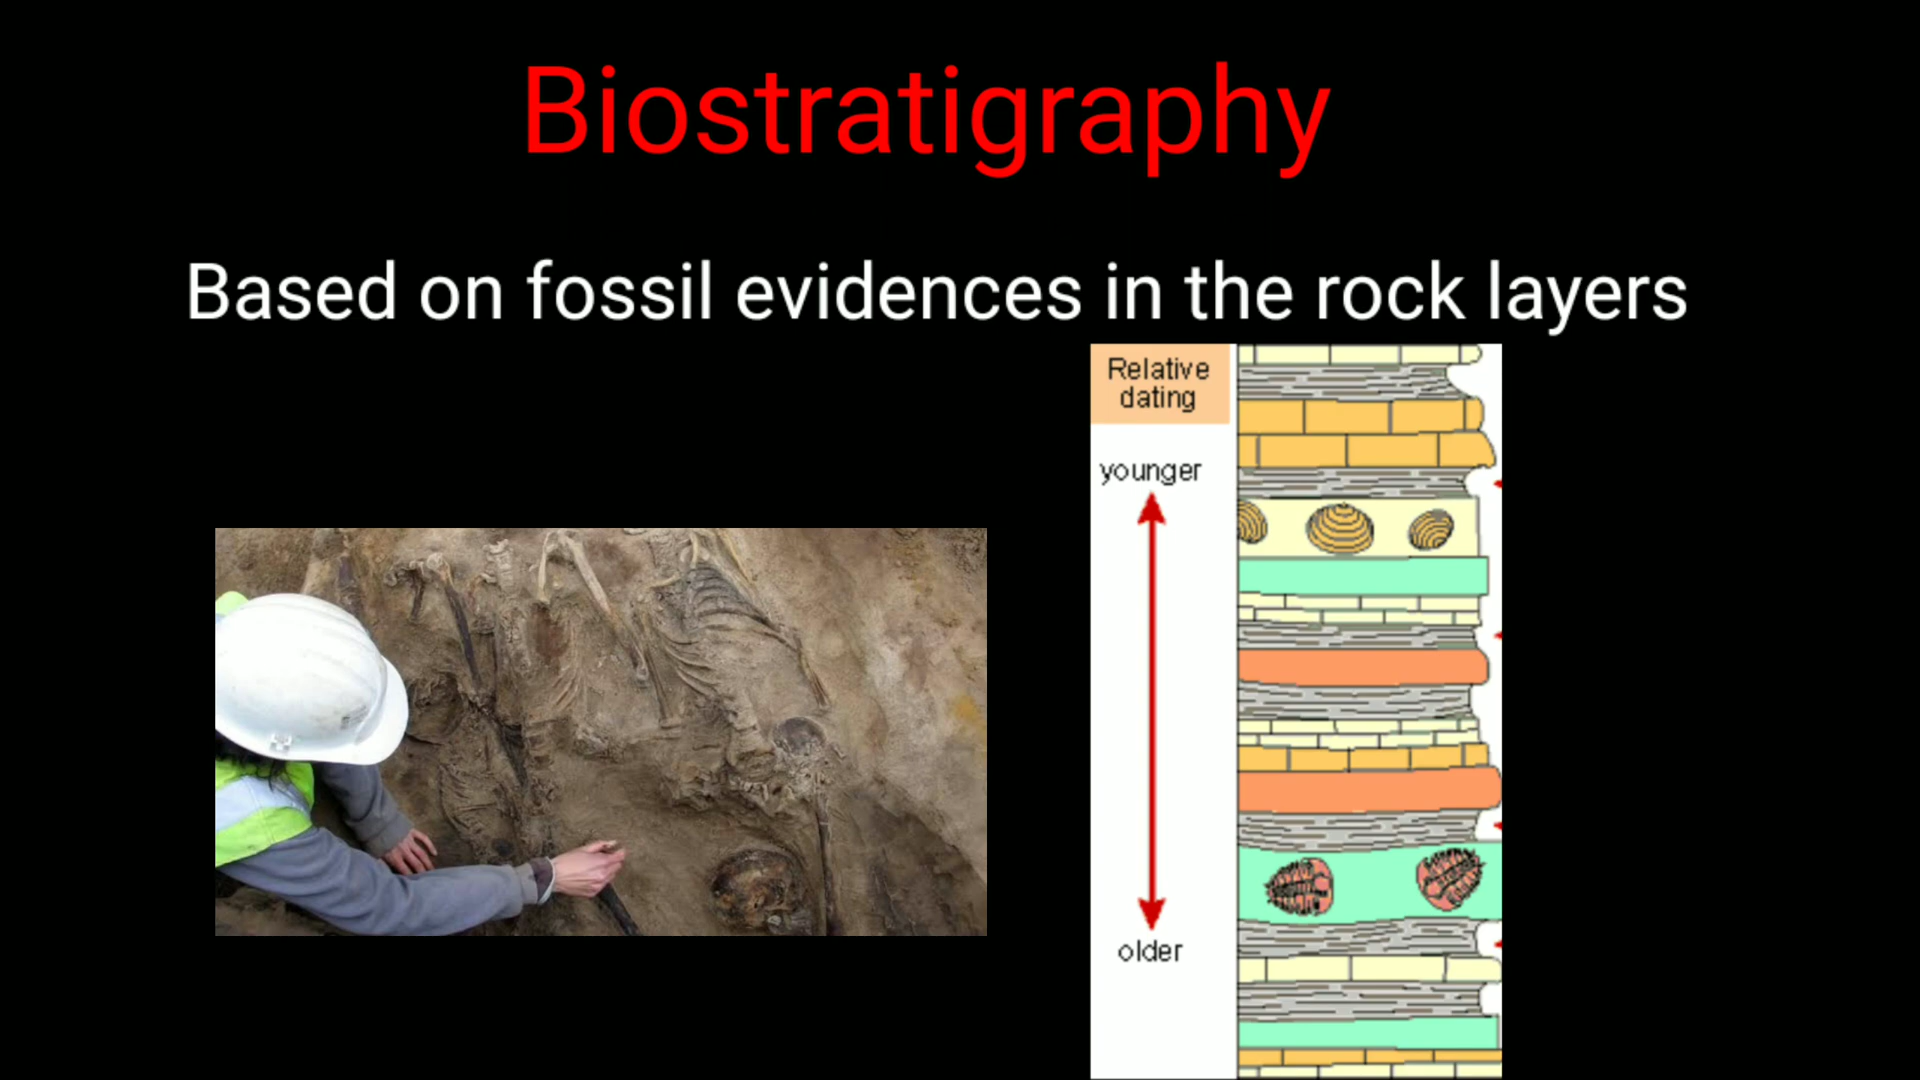 Biostratigraphy
Based on fossil evidences in the rock layers
Relative
dating
younger
older